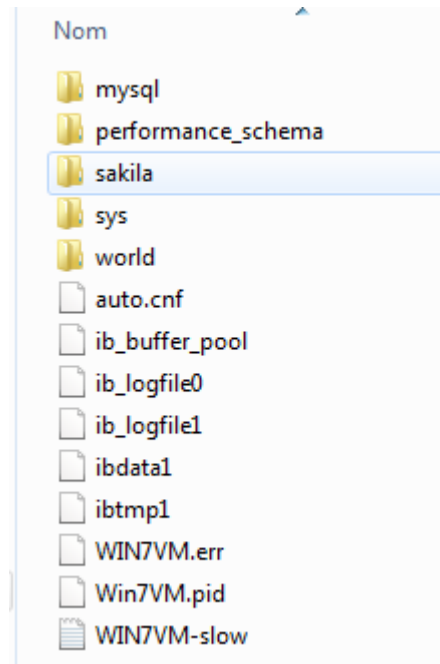 Nom
mysql
performance_schema
sakila
sys
world
auto.cnf
ib_buffer_pool
ib_logfile0
ib_logfile1
ibdata1
ibtmp1
WIN7VM.err
Win7VM.pid
WIN7VM-slow